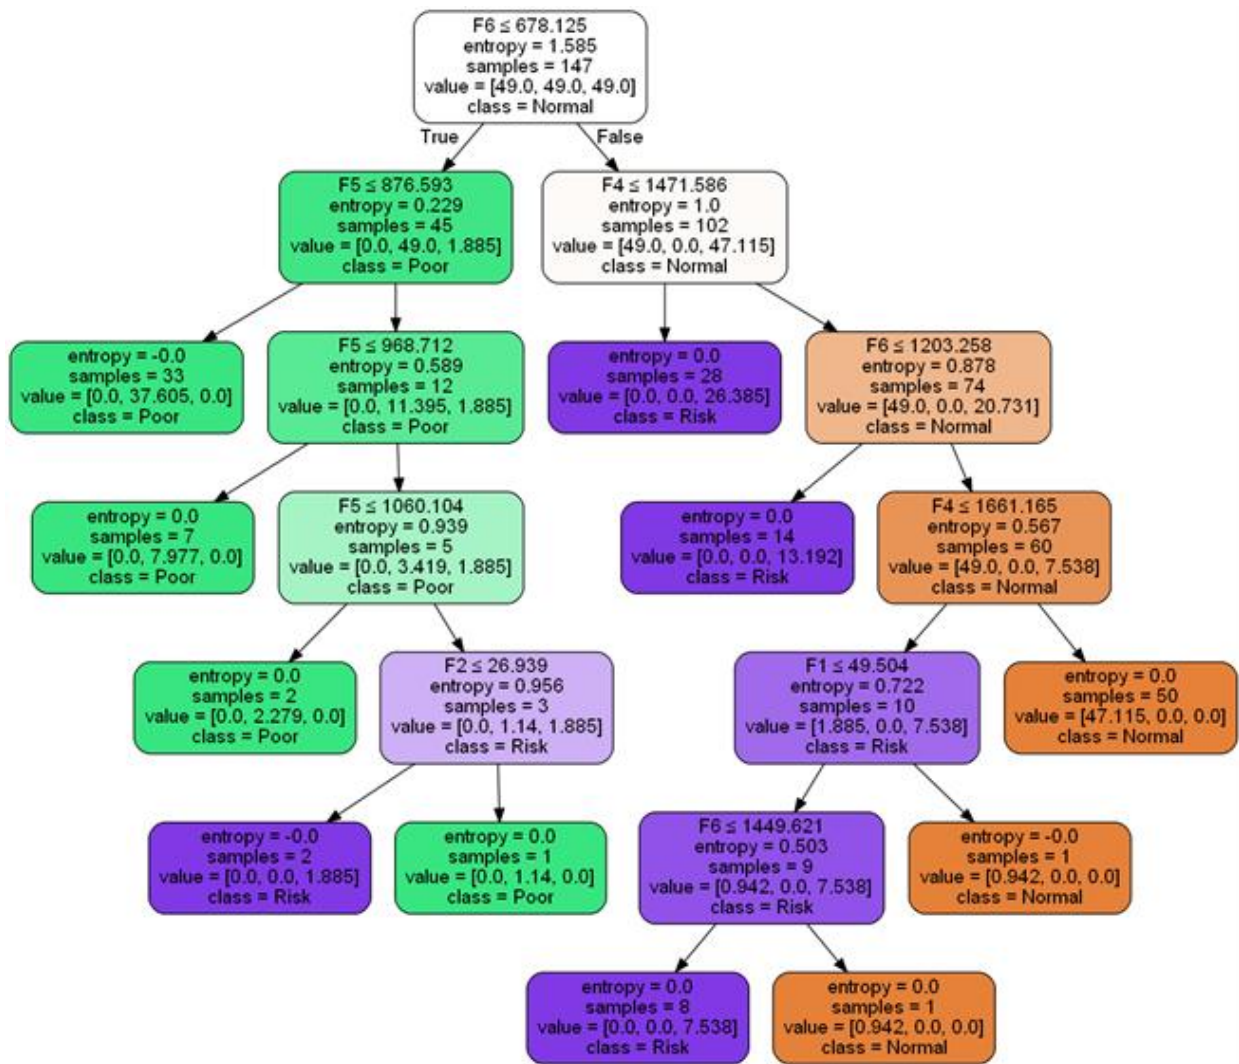 F6 ≤ 678.125
entropy = 1.585
samples = 147
value = [49.0, 49.0, 49.0]
class = Normal
True
False
F5 ≤ 876.593
entropy = 0.229
samples = 45
value = [0.0, 49.0, 1.885]
class = Poor
F4 ≤ 1471.586
entropy = 1.0
samples = 102
value = [49.0, 0.0, 47.115]
class = Normal
entropy = -0.0
samples = 33
value = [0.0, 37.605, 0.0]
class = Poor
F5 ≤ 968.712
entropy = 0.589
samples = 12
value = [0.0, 11.395, 1.885]
class = Poor
entropy = 0.0
samples = 28
value = [0.0, 0.0, 26.385]
class = Risk
F6 ≤ 1203.258
entropy = 0.878
samples = 74
value = [49.0, 0.0, 20.731]
class = Normal
entropy = 0.0
samples = 7
value = [0.0, 7.977, 0.0]
class = Poor
F5 ≤ 1060.104
entropy = 0.939
samples = 5
value = [0.0, 3.419, 1.885]
class = Poor
entropy = 0.0
samples = 14
value = [0.0, 0.0, 13.192]
class = Risk
F4 ≤ 1661.165
entropy = 0.567
samples = 60
value = [49.0, 0.0, 7.538]
class = Normal
entropy = 0.0
samples = 2
value = [0.0, 2.279, 0.0]
class = Poor
F2 ≤ 26.939
entropy = 0.956
samples = 3
value = [0.0, 1.14, 1.885]
class = Risk
F1 ≤ 49.504
entropy = 0.722
samples = 10
value = [1.885, 0.0, 7.538]
class = Risk
entropy = 0.0
samples = 50
value = [47.115, 0.0, 0.0]
class = Normal
entropy = -0.0
samples = 2
value = [0.0, 0.0, 1.885]
class = Risk
entropy = 0.0
samples = 1
value = [0.0, 1.14, 0.0]
class = Poor
F6 ≤ 1449.621
entropy = 0.503
samples = 9
value = [0.942, 0.0, 7.538]
class = Risk
entropy = -0.0
samples = 1
value = [0.942, 0.0, 0.0]
class = Normal
entropy = 0.0
samples = 8
value = [0.0, 0.0, 7.538]
class = Risk
entropy = 0.0
samples = 1
value = [0.942, 0.0, 0.0]
class = Normal